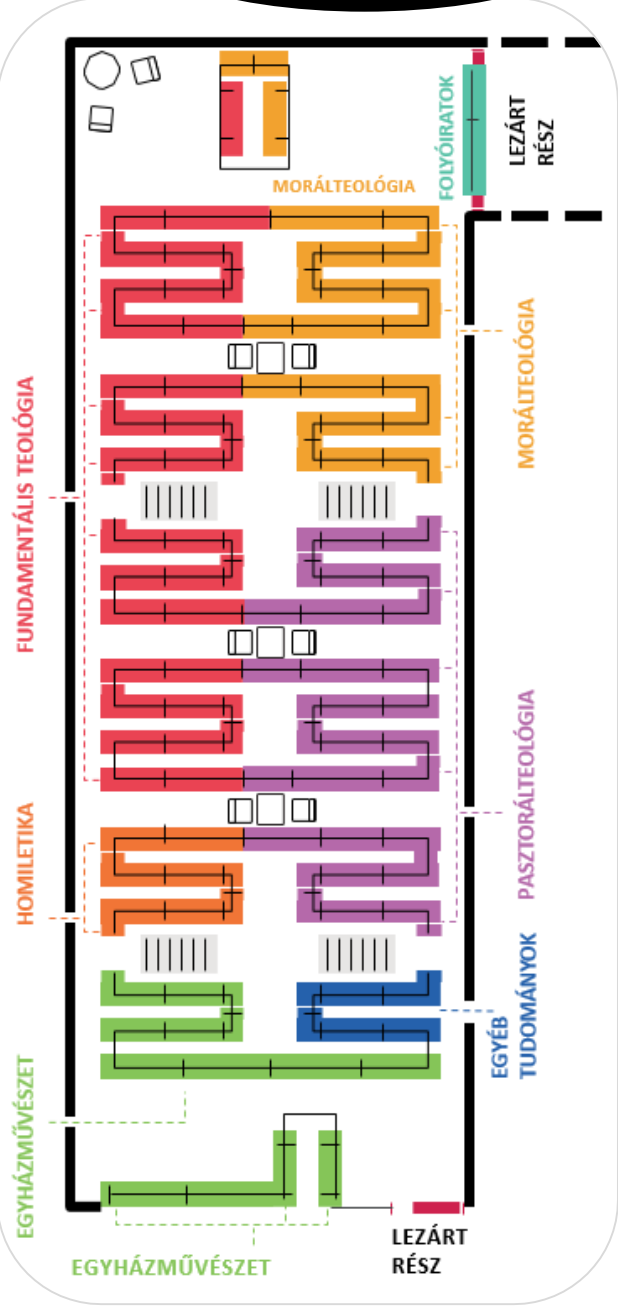 FOLYÓIRATOK
LEZÁRT
RÉSZ
MORÁLTEOLÓGIA
MORÁLTEOLÓGIA
FUNDAMENTÁLIS TEOLÓGIA
PASZTORÁLTEOLÓGIA
HOMILETIKA
EGYÉB
TUDOMÁNYOK
EGYHÁZMŰVÉSZET
EGYHÁZMŰVÉSZET
LEZÁRT
RÉSZ